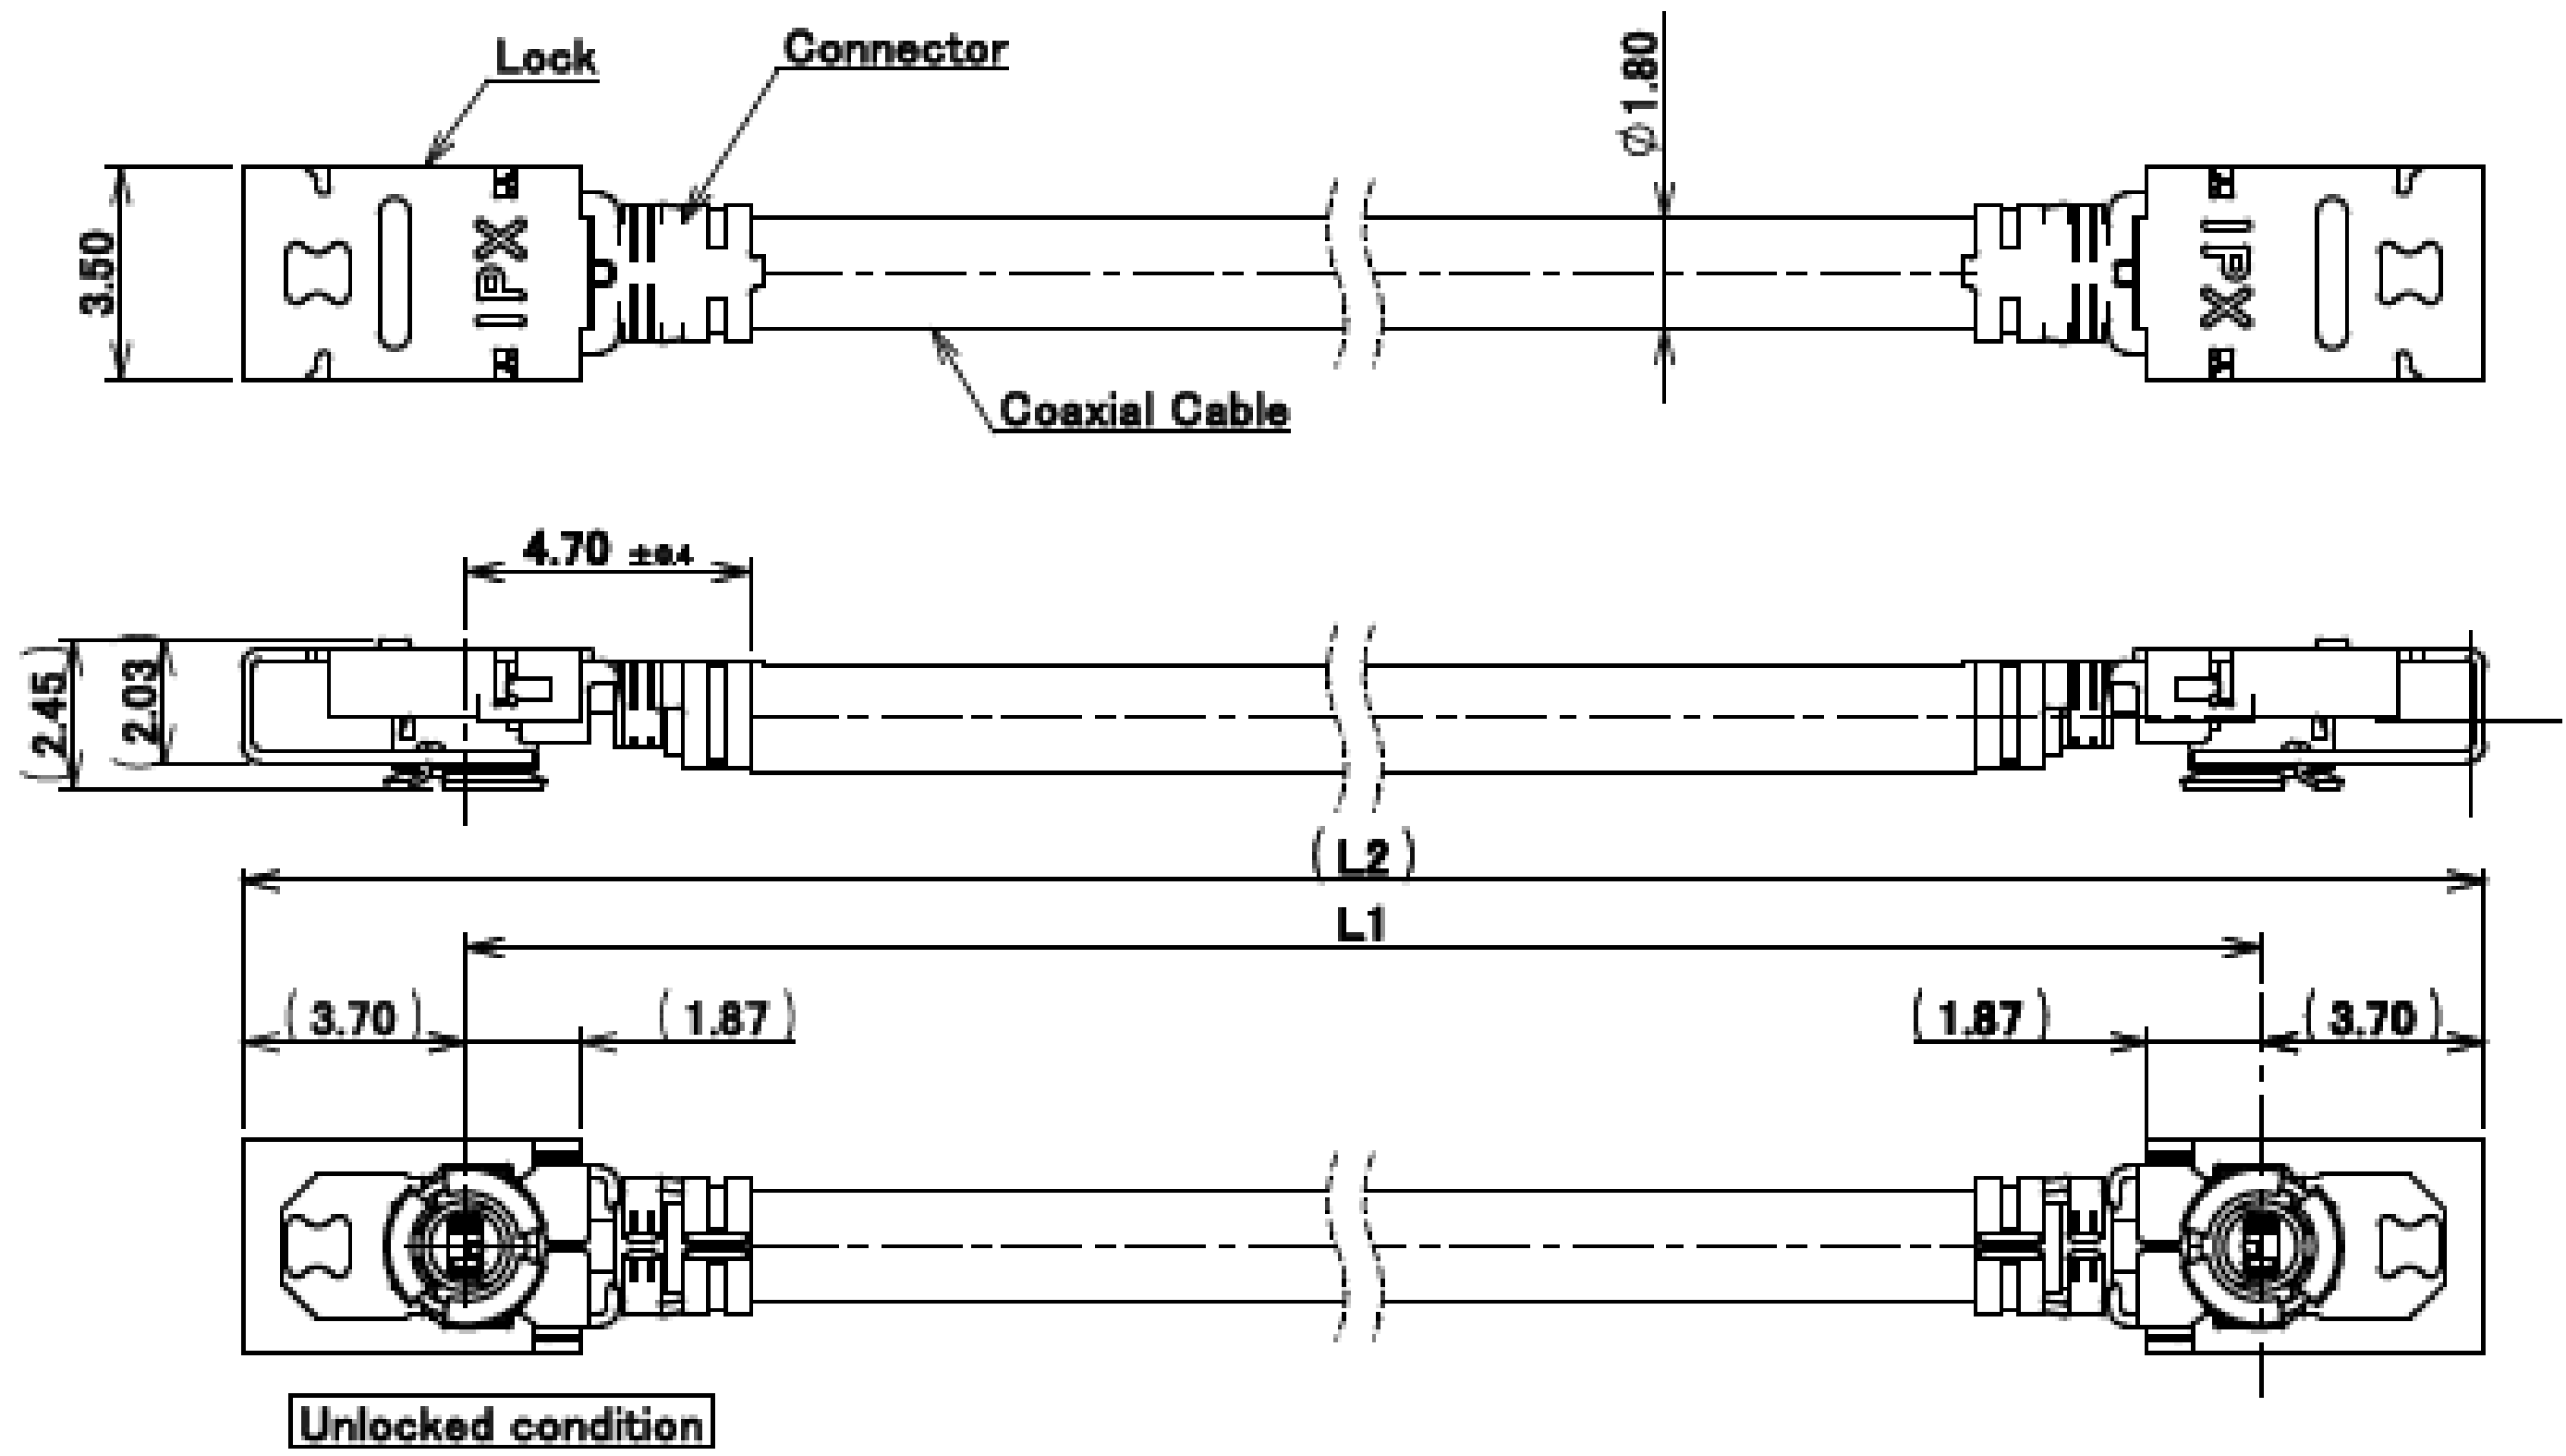 Lock
Connector
Ø1.80
3.50
IPX
IPX
Coaxial Cable
4.70 ±0.4
(2.45)
(2.03)
(L2)
L1
(3.70)
(1.87)
(1.87)
(3.70)
Unlocked condition